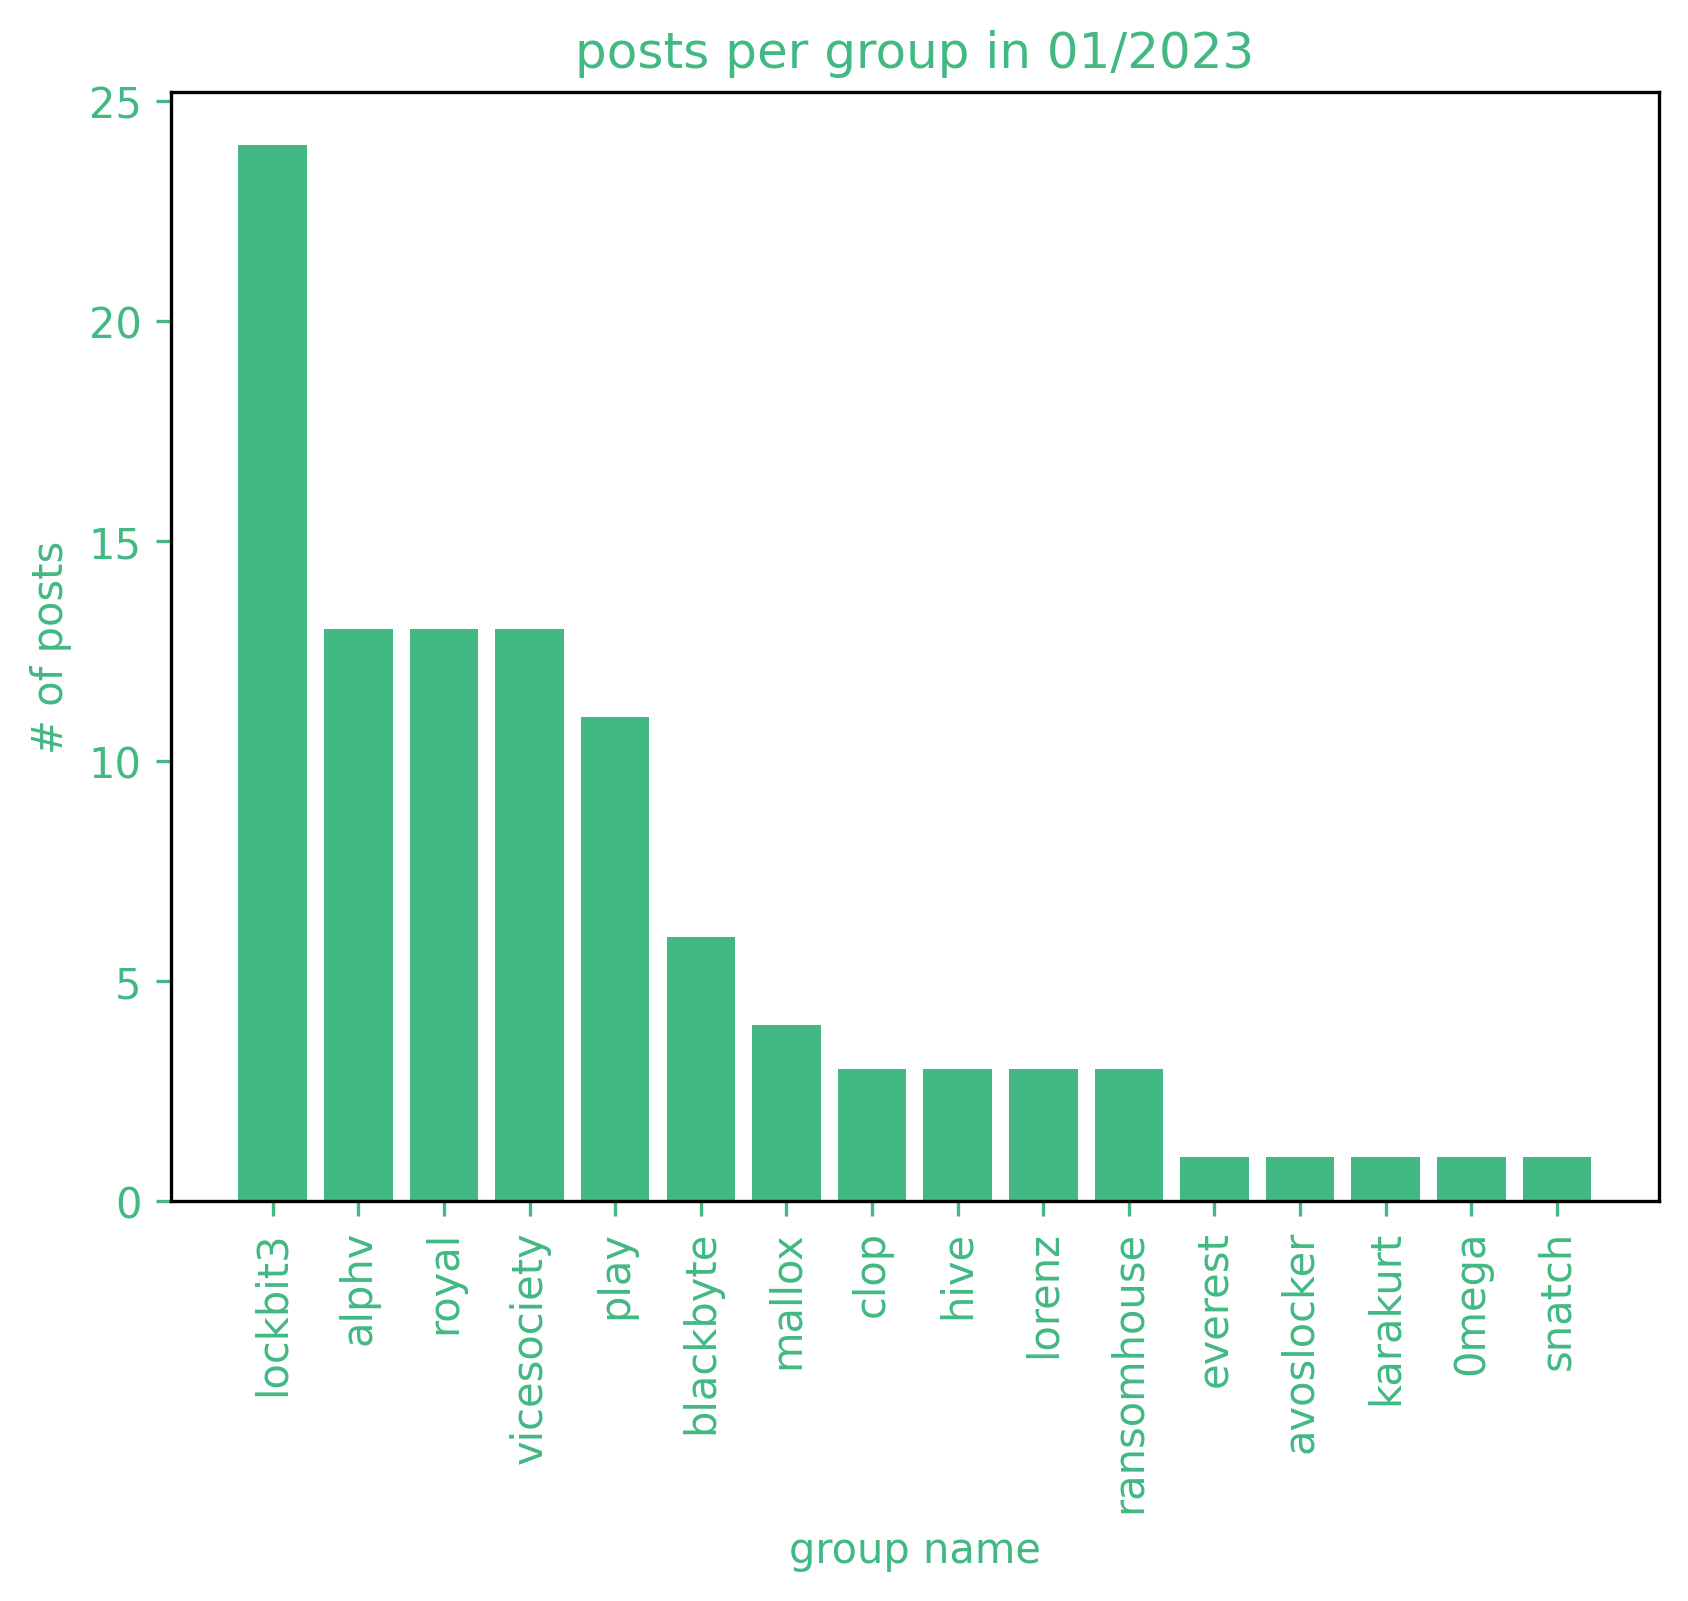 posts per group in 01/2023
# of posts
25
20
15
10
5
0
lockbit3
alphv
royal
vicesociety
play
blackbyte
mallox
clop
hive
lorenz
ransomhouse
everest
avoslocker
karakurt
0mega
snatch
group name